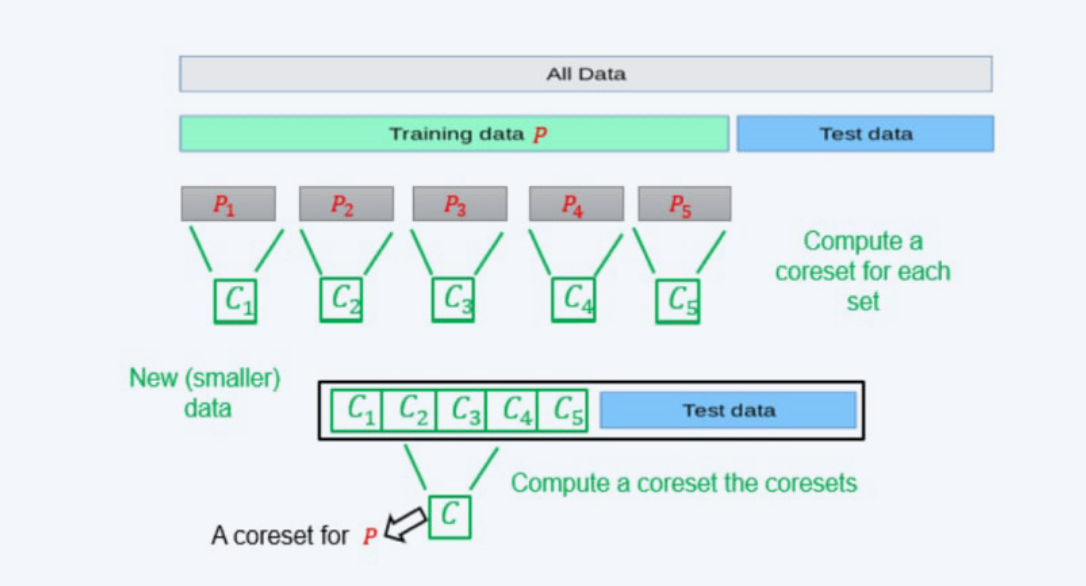 All Data
Training data P
Test data
P₁ P₂ P₃ P₄ P₅
Compute a
coreset for each
set
C₁ C₂ C₃ C₄ C₅
New (smaller)
data
C₁ C₂ C₃ C₄ C₅ Test data
Compute a coreset the coresets
C
A coreset for P